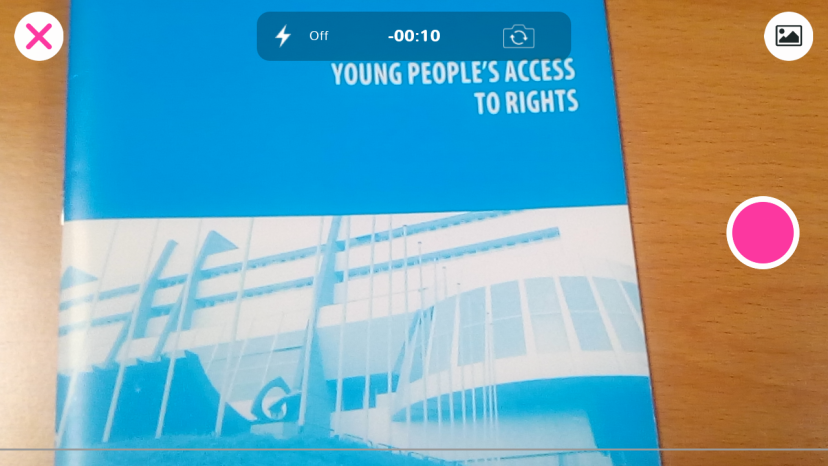 Off
-00:10
YOUNG PEOPLE'S ACCESS
TO RIGHTS